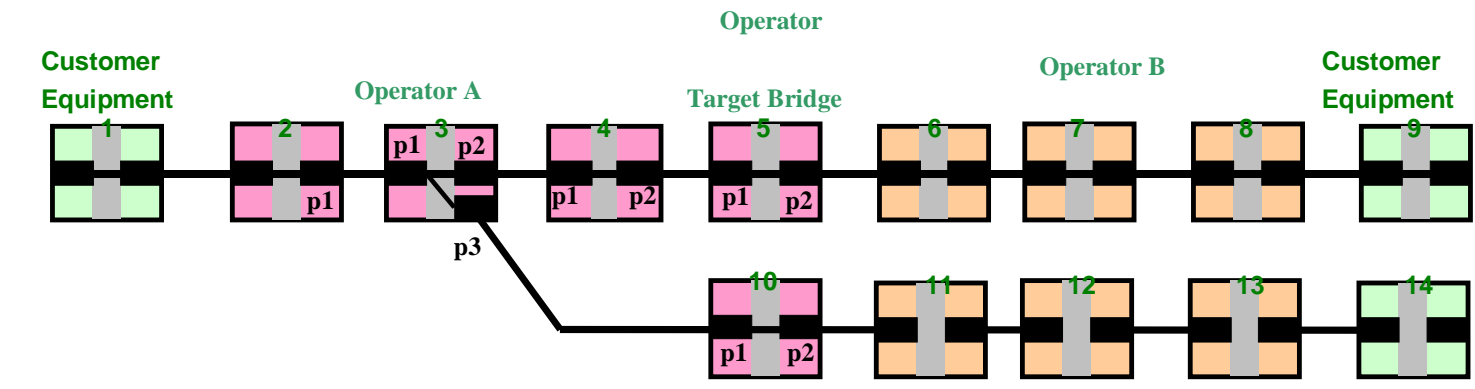 Operator
Customer
Equipment
Operator A
Target Bridge
Operator B
Customer
Equipment
1
2
3
4
5
6
7
8
9
p1
p2
p1
p1
p2
p1
p2
p3
10
11
12
13
14
p1
p2